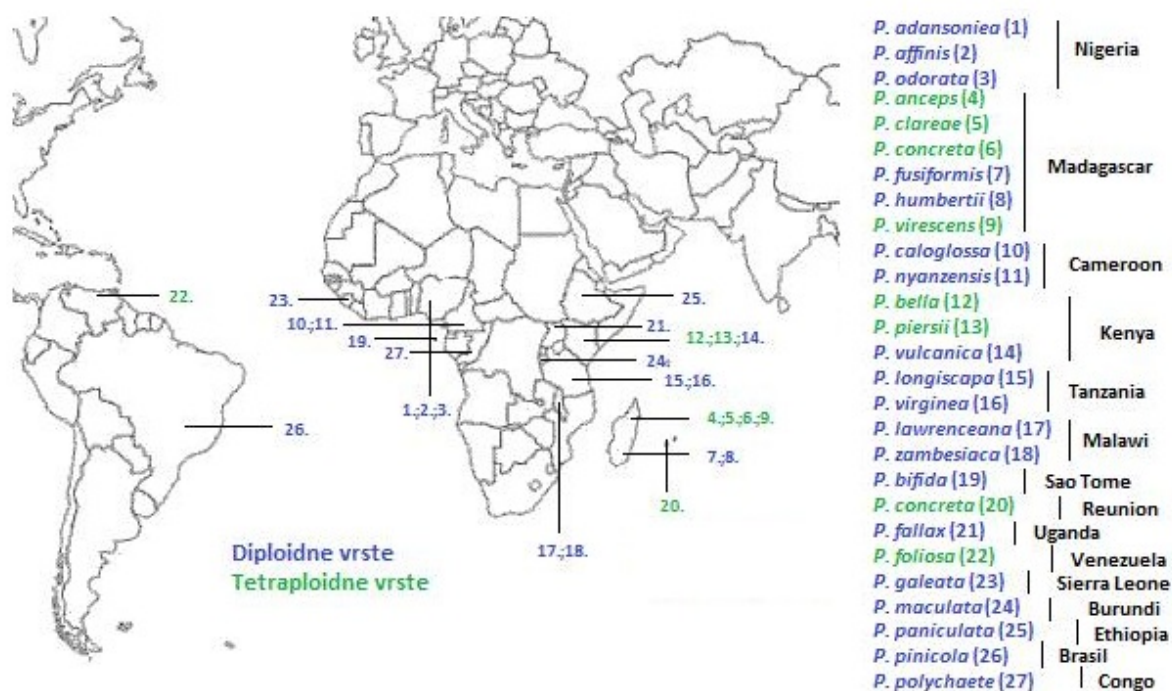 22.
23.
10.;11.
19.
27.
1.;2.;3.
25.
21.
12.;13.;14.
24.
15.;16.
4.;5.;6.;9.
7.;8.
20.
26.
17.;18.
Diploidne vrste
Tetraploidne vrste
P. adansoniea (1)
P. affinis (2)
P. odorata (3)
Nigeria
P. anceps (4)
P. clareae (5)
P. concreta (6)
P. fusiformis (7)
P. humbertii (8)
P. virescens (9)
Madagascar
P. caloglossa (10)
P. nyanzensis (11)
Cameroon
P. bella (12)
P. piersii (13)
P. vulcanica (14)
Kenya
P. longiscapa (15)
P. virginea (16)
Tanzania
P. lawrenceana (17)
P. zambesiaca (18)
Malawi
P. bifida (19)
Sao Tome
P. concreta (20)
Reunion
P. fallax (21)
Uganda
P. foliosa (22)
Venezuela
P. galeata (23)
Sierra Leone
P. maculata (24)
Burundi
P. paniculata (25)
Ethiopia
P. pinicola (26)
Brasil
P. polychaete (27)
Congo